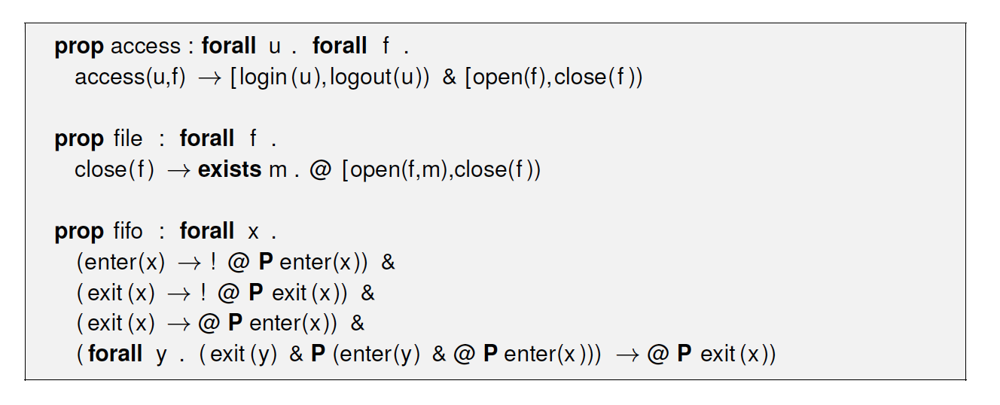 prop access : forall u . forall f .
access(u,f) → [login(u),logout(u)) & [open(f),close(f))
prop file : forall f .
close(f) → exists m . @ [open(f,m),close(f))
prop fifo : forall x .
(enter(x) → ! @ P enter(x)) &
(exit(x) → ! @ P exit(x)) &
(exit(x) → @ P enter(x)) &
(forall y . (exit(y) & P (enter(y) & @ P enter(x))) → @ P exit(x))